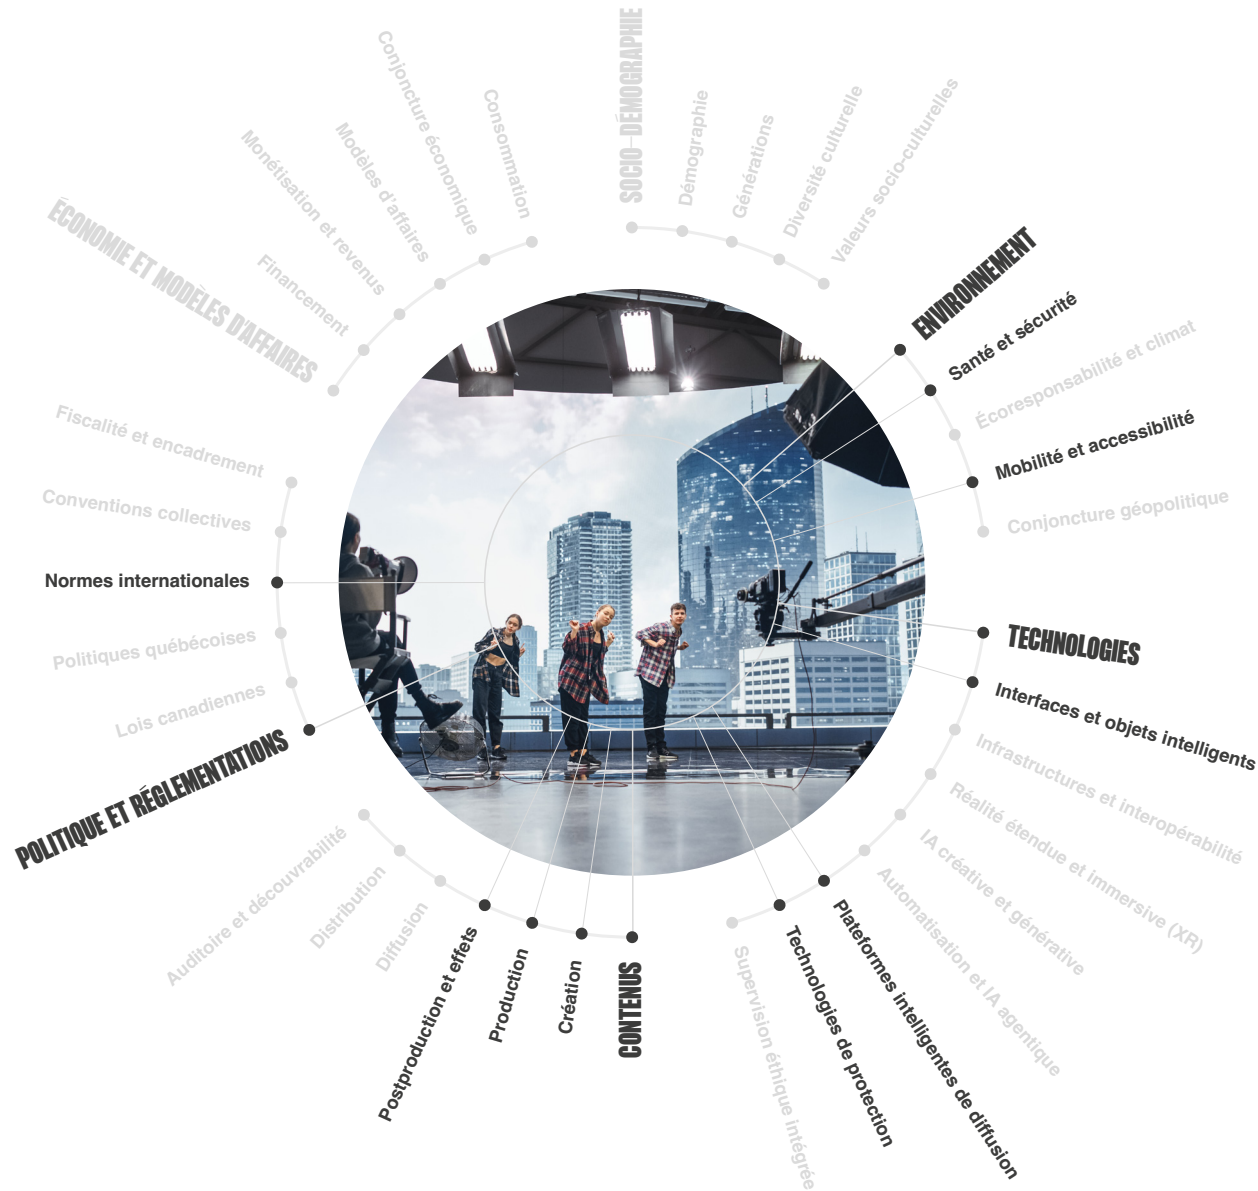 SOCIO-DÉMOGRAPHIE
Démographie
Générations
Diversité culturelle
Valeurs socio-culturelles
ENVIRONNEMENT
Santé et sécurité
Écoresponsabilité et climat
Mobilité et accessibilité
Conjoncture géopolitique
TECHNOLOGIES
Interfaces et objets intelligents
Infrastructures et interopérabilité
Réalité étendue et immersive (XR)
IA créative et générative
Automatisation et IA agentique
Plateformes intelligentes de diffusion
Technologies de protection
Supervision éthique intégrée
CONTENUS
Création
Production
Postproduction et effets
Diffusion
Distribution
Auditoire et découvrabilité
POLITIQUE ET RÉGLEMENTATIONS
Lois canadiennes
Politiques québécoises
Normes internationales
Conventions collectives
Fiscalité et encadrement
ÉCONOMIE ET MODÈLES D'AFFAIRES
Financement
Monétisation et revenus
Modèles d'affaires
Conjoncture économique
Consommation